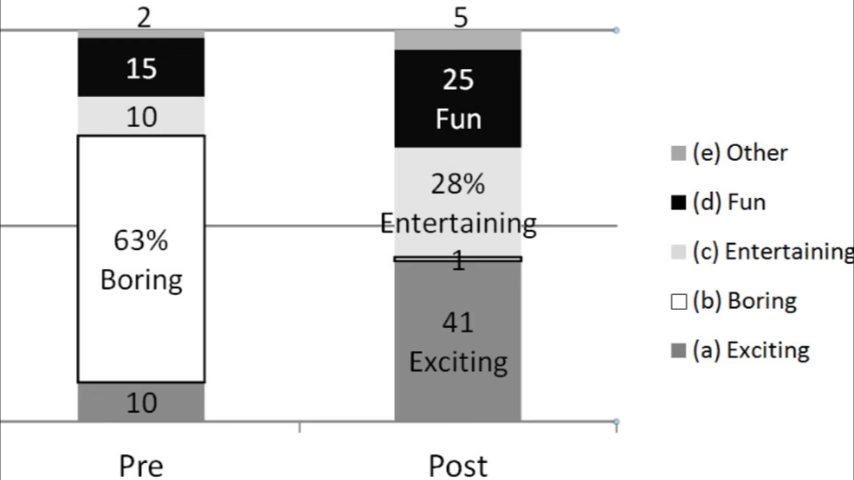 2
5
15
25
Fun
10
28%
Entertaining
63%
Boring
1
41
Exciting
10
Pre
Post
(e) Other
(d) Fun
(c) Entertaining
(b) Boring
(a) Exciting